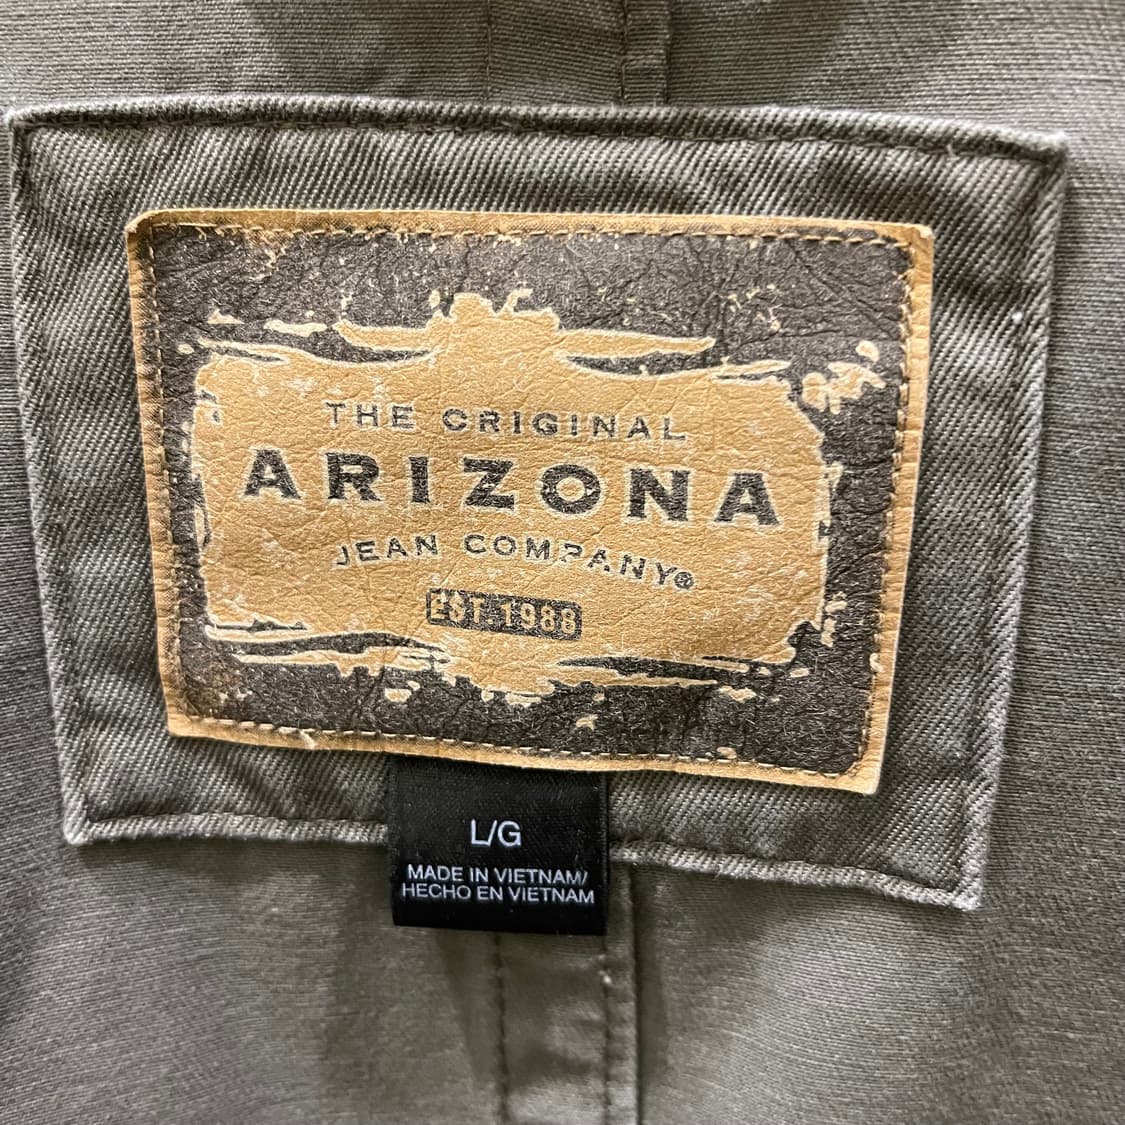 THE ORIGINAL
ARIZONA
JEAN COMPANY®
EST. 1988
L/G
MADE IN VIETNAM/
HECHO EN VIETNAM